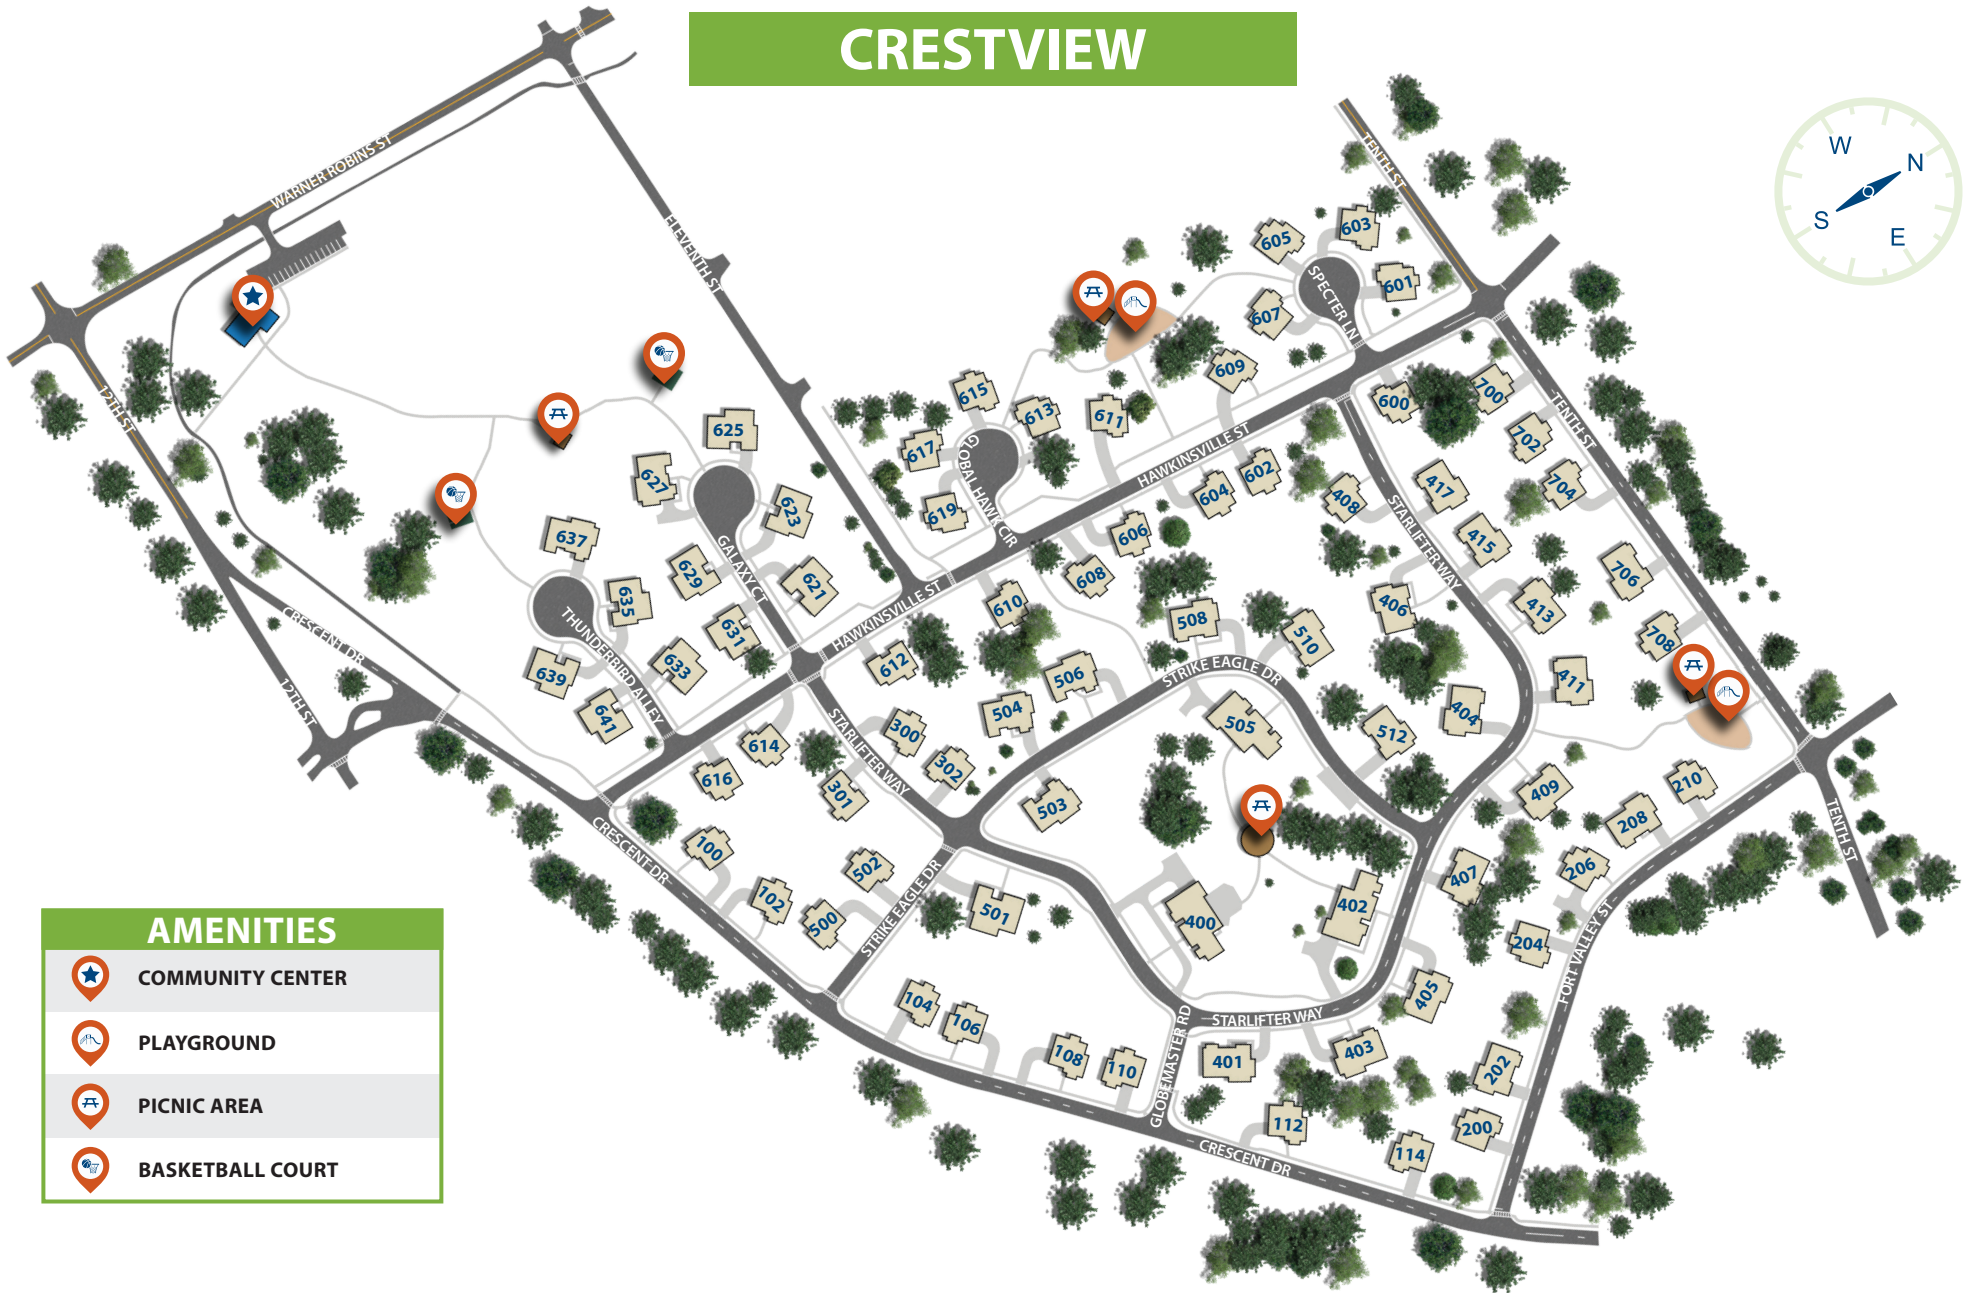 CRESTVIEW
W
N
S
E
WARNER ROBINS ST
ELEVENTH ST
TENTH ST
12TH ST
CRESCENT DR
12TH ST
605
603
601
SPECTER LN
607
609
600
700
TENTH ST
702
704
706
708
615
613
611
617
619
GLOBAL HAWK CIR
HAWKINSVILLE ST
602
604
606
608
610
612
408
417
STARLIFTER WAY
415
413
406
411
404
625
627
623
GALAXY CT
629
621
637
635
631
633
THUNDERBIRD ALLEY
639
641
HAWKINSVILLE ST
508
510
506
504
STRIKE EAGLE DR
505
512
503
300
302
301
STARLIFTER WAY
614
616
CRESCENT DR
100
102
500
502
STRIKE EAGLE DR
501
400
402
409
407
405
403
401
210
208
206
204
202
200
FORT VALLEY ST
TENTH ST
104
106
108
110
GLOBEMASTER RD
STARLIFTER WAY
112
114
CRESCENT DR
AMENITIES
COMMUNITY CENTER
PLAYGROUND
PICNIC AREA
BASKETBALL COURT